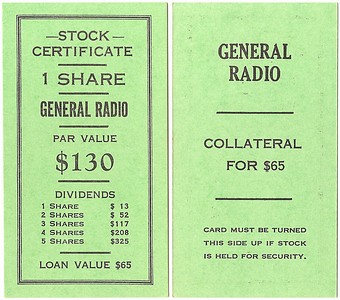 —STOCK—
CERTIFICATE
1 SHARE
GENERAL RADIO
PAR VALUE
$130
DIVIDENDS
1 SHARE $ 13
2 SHARES $ 52
3 SHARES $117
4 SHARES $208
5 SHARES $325
LOAN VALUE $65
GENERAL
RADIO
COLLATERAL
FOR $65
CARD MUST BE TURNED
THIS SIDE UP IF STOCK
IS HELD FOR SECURITY.